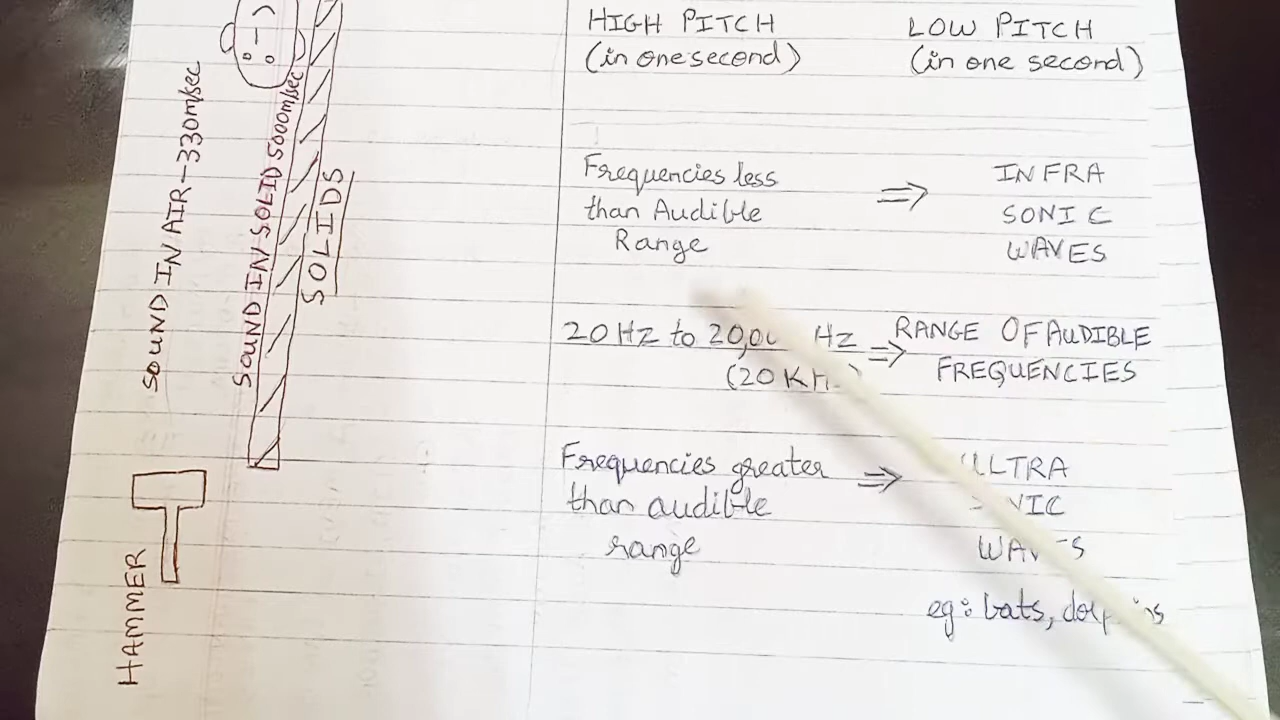 HIGH PITCH
(in one second)
LOW PITCH
(in one second)
Frequencies less
than Audible
Range
⇒
INFRA
SONIC
WAVES
20 Hz to Hz
⇒
RANGE OF AUDIBLE
FREQUENCIES
Frequencies greater
than audible
range
⇒
WAVES
eg: bats,
SOUND IN AIR-330m/sec
SOUND IN SOLID 5000m/sec
SOLIDS
HAMMER